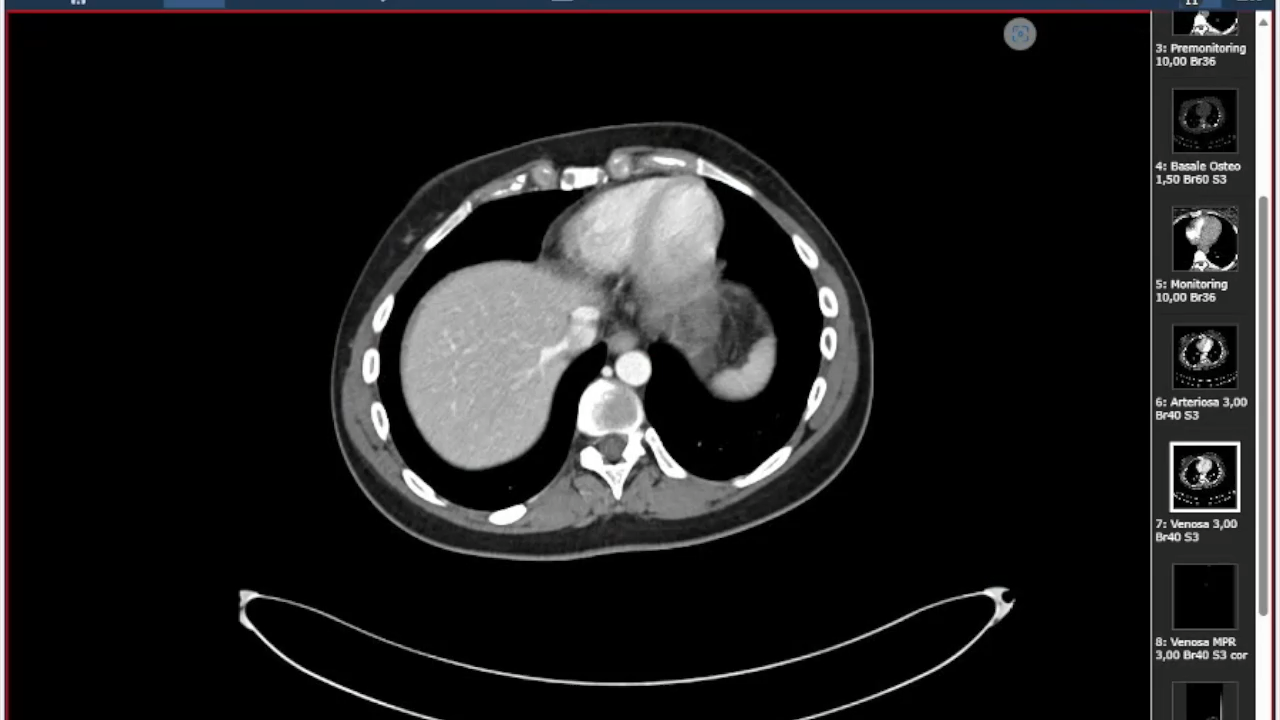 3: Premonitoring
10,00 Br36
4: Basale Osteo
1,50 Br60 S3
5: Monitoring
10,00 Br36
6: Arteriosa 3,00
Br40 S3
7: Venosa 3,00
Br40 S3
8: Venosa MPR
3,00 Br40 S3 cor